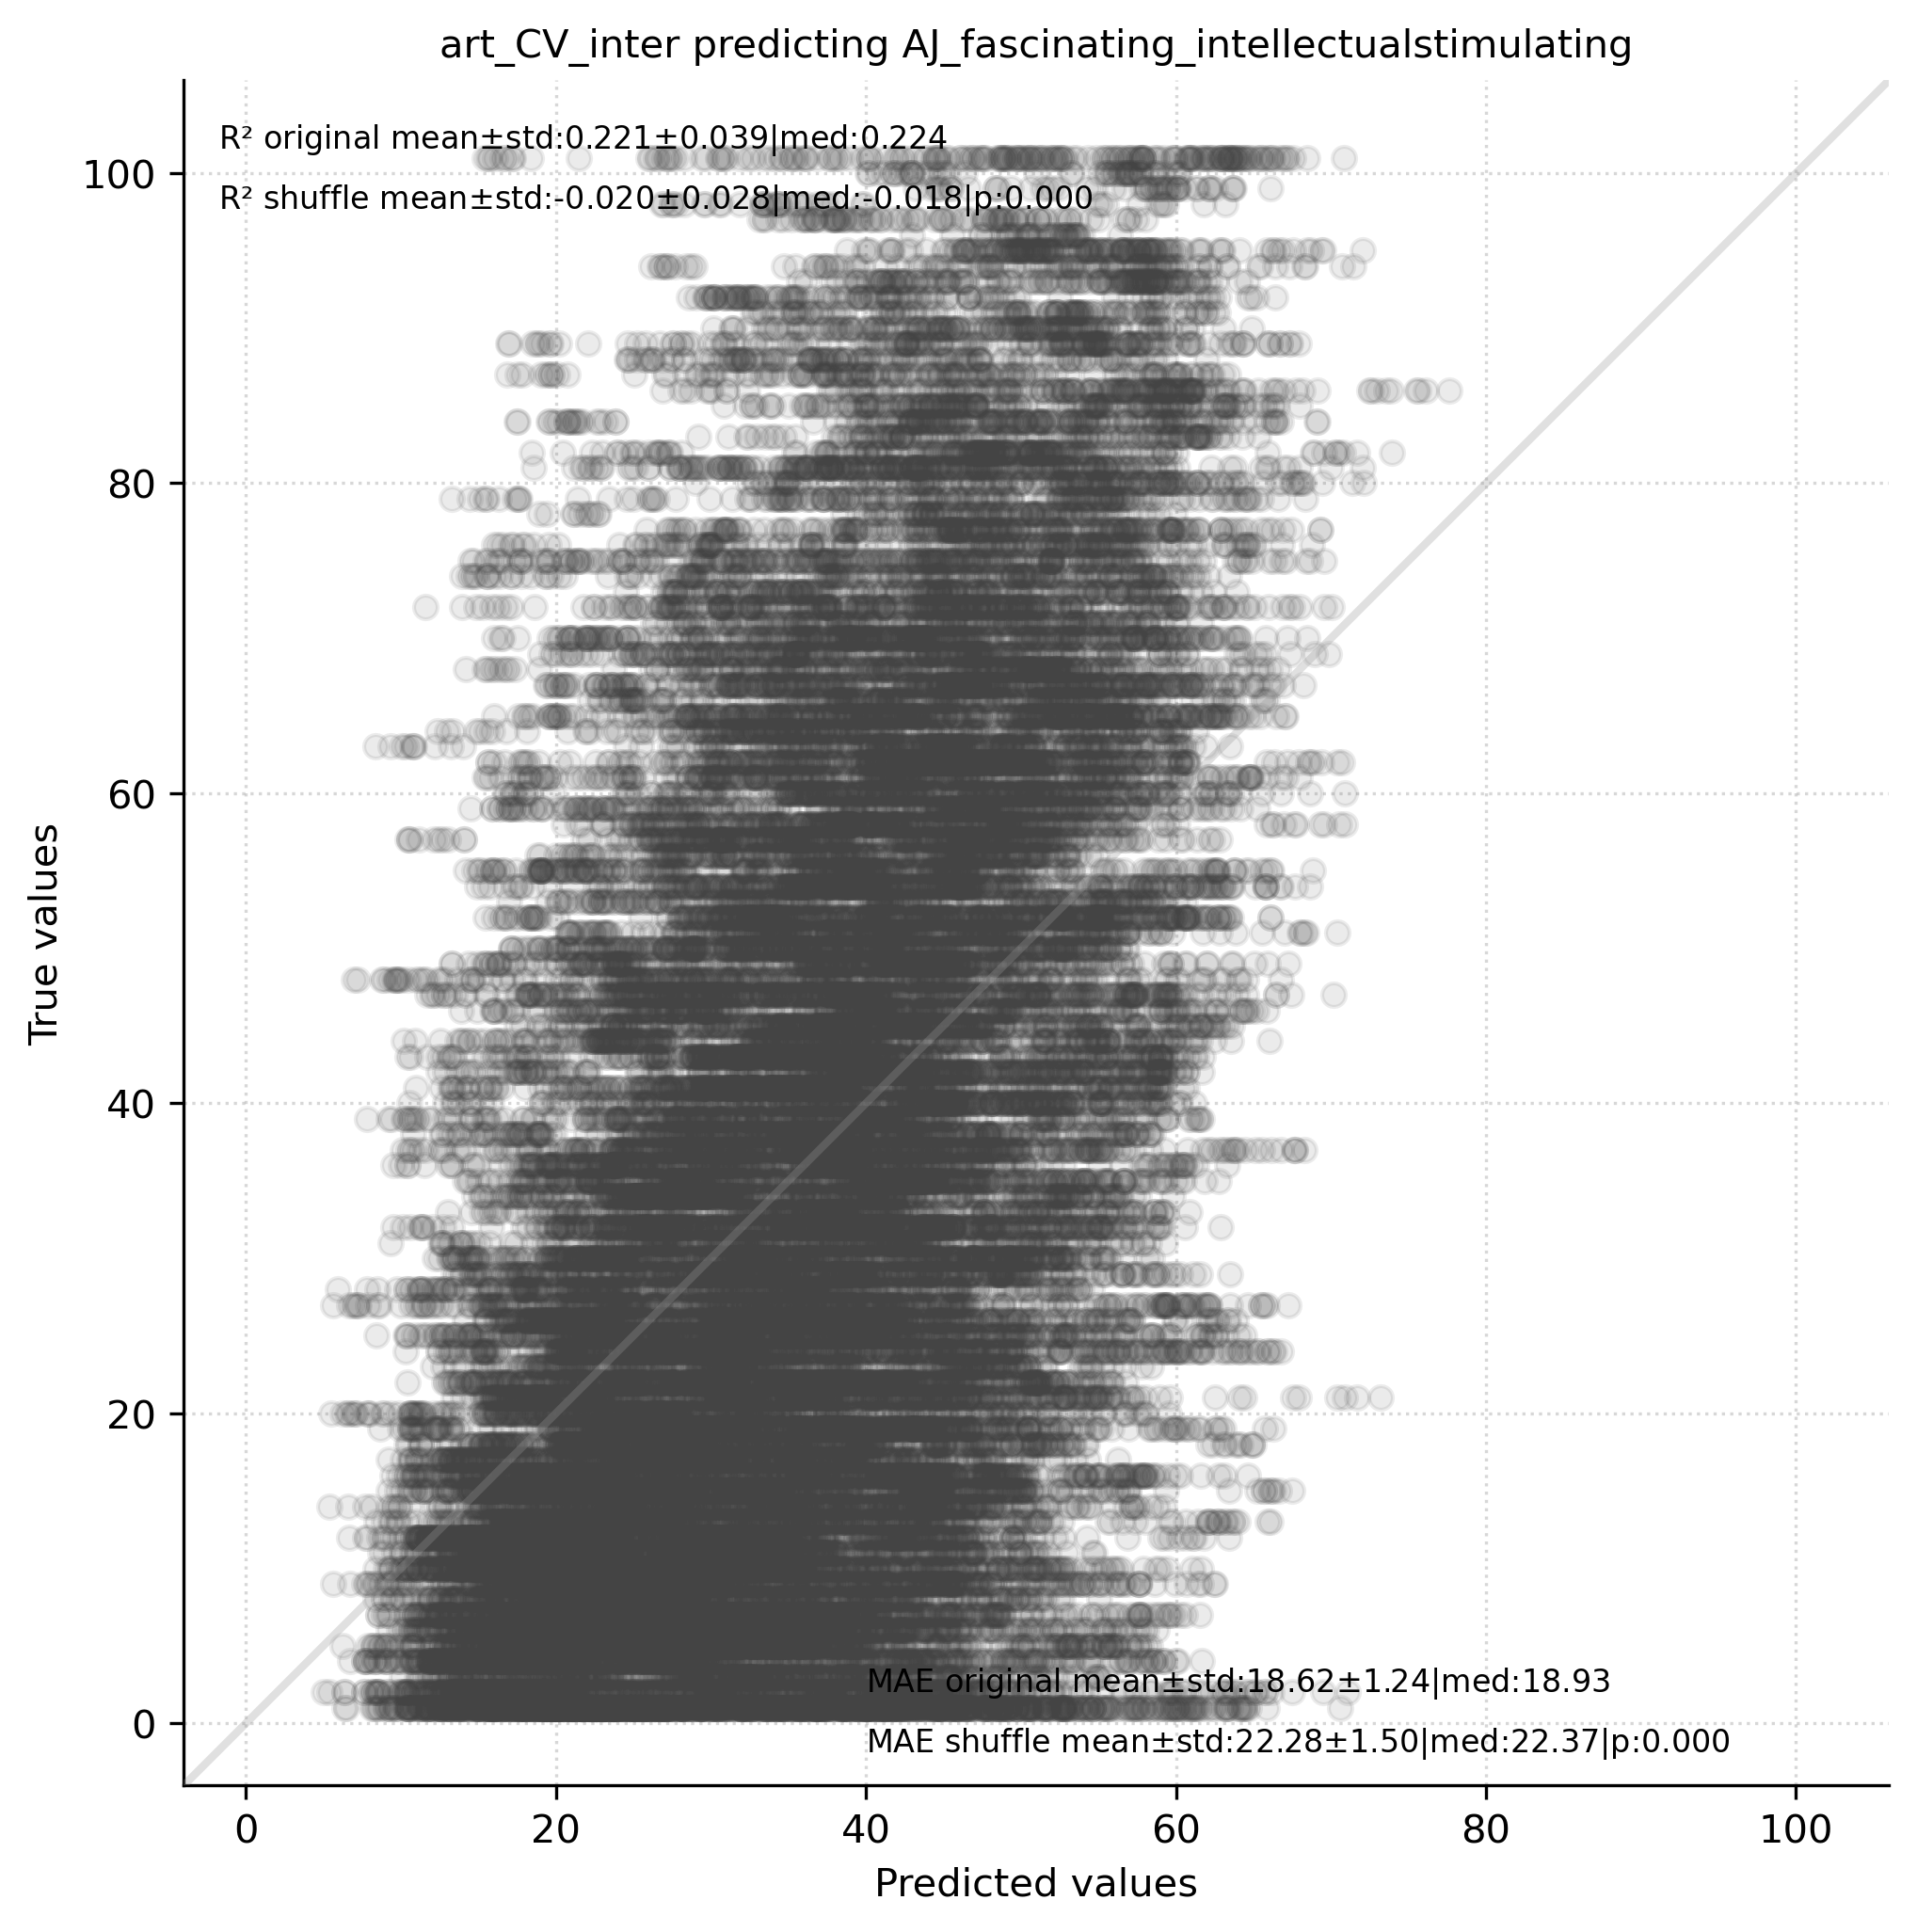 art_CV_inter predicting AJ_fascinating_intellectualstimulating
R² original mean±std:0.221±0.039|med:0.224
R² shuffle mean±std:-0.020±0.028|med:-0.018|p:0.000
100
80
60
40
20
0
True values
MAE original mean±std:18.62±1.24|med:18.93
MAE shuffle mean±std:22.28±1.50|med:22.37|p:0.000
0 20 40 60 80 100
Predicted values